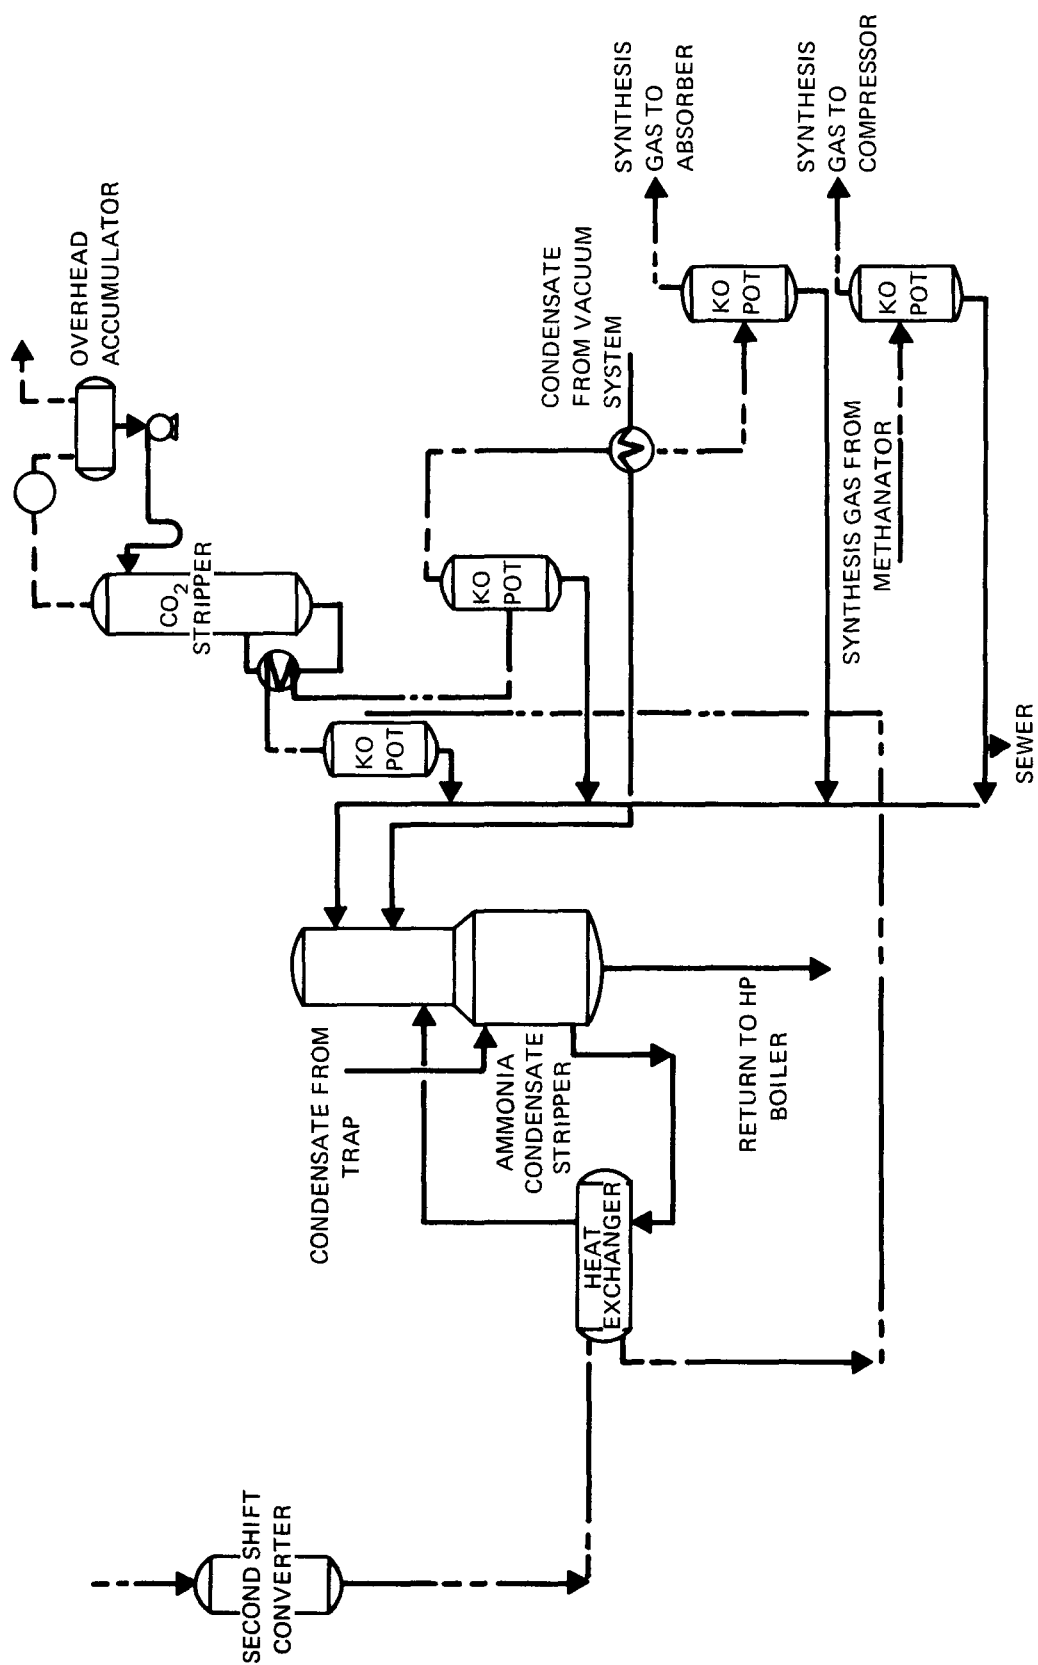 SECOND SHIFT
CONVERTER
HEAT
EXCHANGER
CONDENSATE FROM
TRAP
AMMONIA
CONDENSATE
STRIPPER
RETURN TO HP
BOILER
KO
POT
CO2
STRIPPER
OVERHEAD
ACCUMULATOR
KO
POT
CONDENSATE
FROM VACUUM
SYSTEM
SYNTHESIS GAS FROM
METHANATOR
KO
POT
SYNTHESIS
GAS TO
ABSORBER
KO
POT
SYNTHESIS
GAS TO
COMPRESSOR
SEWER